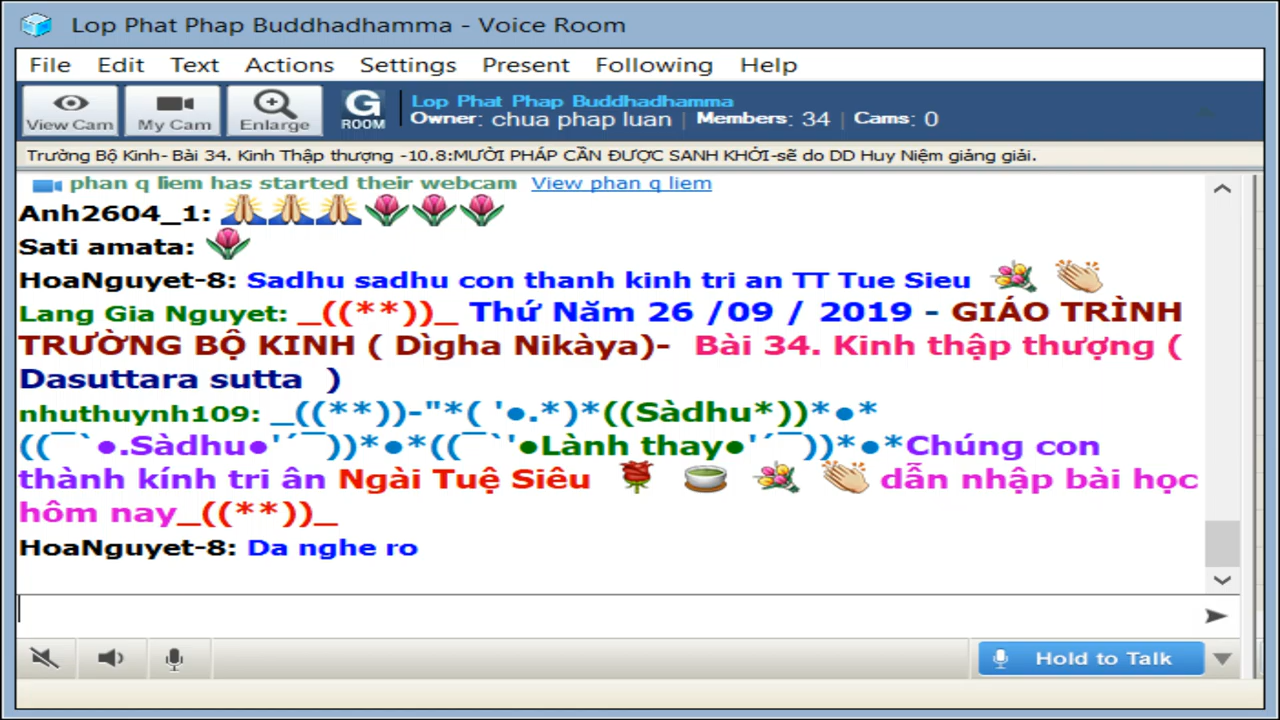 Lop Phat Phap Buddhadhamma - Voice Room
File Edit Text Actions Settings Present Following Help
View Cam My Cam Enlarge G ROOM
Lop Phat Phap Buddhadhamma
Owner: chua phap luan | Members: 34 | Cams: 0
Trường Bộ Kinh- Bài 34. Kinh Thập thượng -10.8:MƯỜI PHÁP CẦN ĐƯỢC SANH KHỞI-sẽ do DD Huy Niệm giảng giải.
phan q liem has started their webcam View phan q liem
Anh2604_1:
Sati amata:
HoaNguyet-8: Sadhu sadhu con thanh kinh tri an TT Tue Sieu
Lang Gia Nguyet: _((**))_ Thứ Năm 26 /09 / 2019 - GIÁO TRÌNH
TRƯỜNG BỘ KINH ( Dìgha Nikàya)- Bài 34. Kinh thập thượng (
Dasuttara sutta )
nhuthuynh109: _((**))-"*( '●.*)*((Sàdhu*))*●*
((¯`●.Sàdhu●'´¯))*●*((¯`'●Lành thay●'´¯))*●*Chúng con
thành kính tri ân Ngài Tuệ Siêu dẫn nhập bài học
hôm nay_((**))_
HoaNguyet-8: Da nghe ro
Hold to Talk